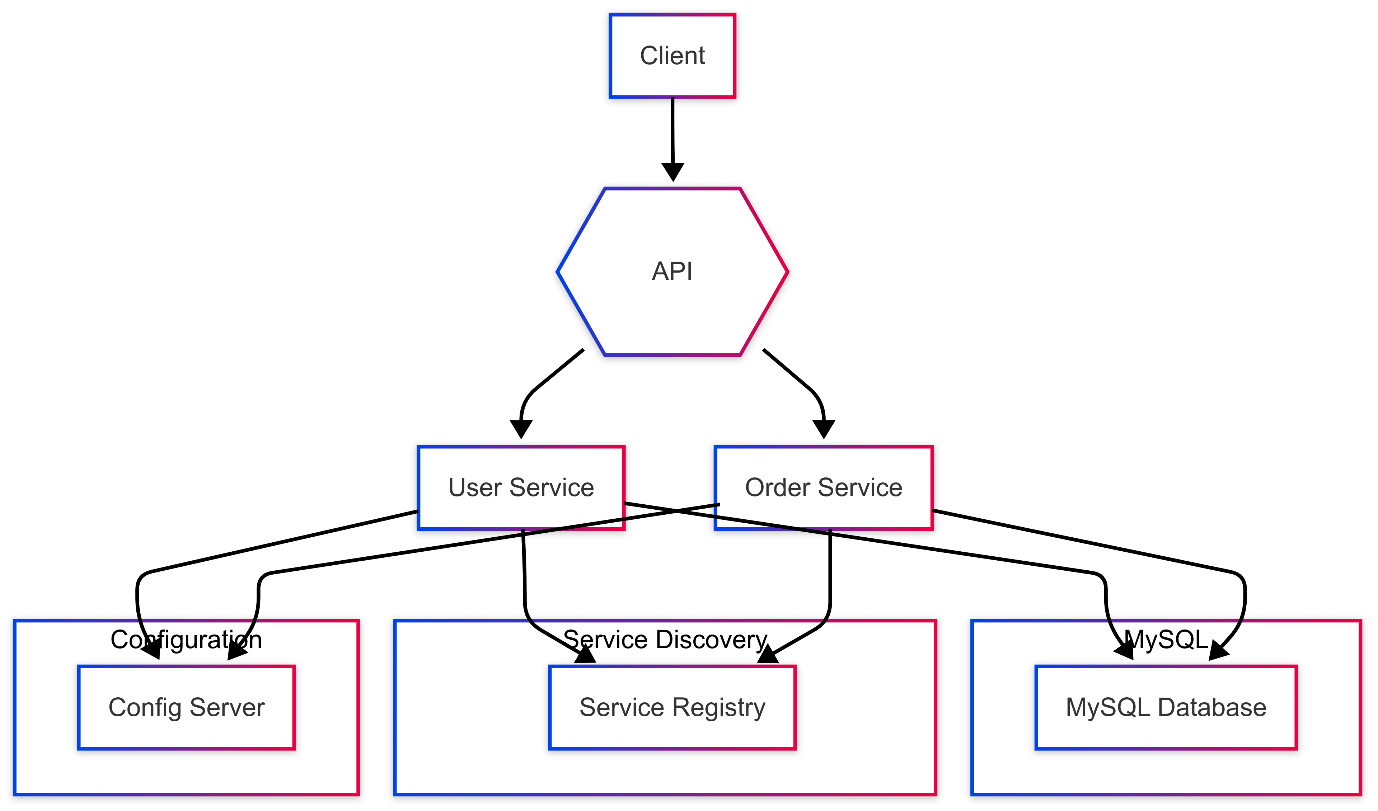 Client
API
User Service
Order Service
Configuration
Service Discovery
MySQL
Config Server
Service Registry
MySQL Database